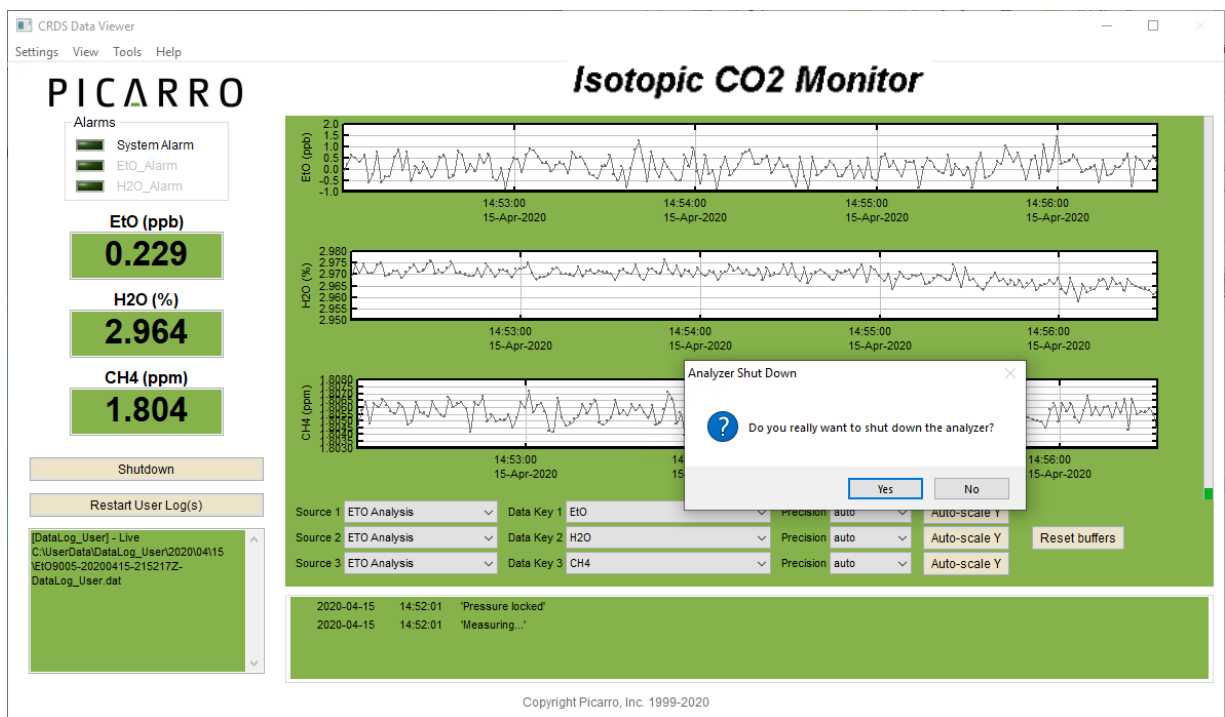 CRDS Data Viewer
Settings View Tools Help
PICARRO
Isotopic CO2 Monitor
Alarms
System Alarm
EtO_Alarm
H2O_Alarm
EtO (ppb)
0.229
H2O (%)
2.964
CH4 (ppm)
1.804
Shutdown
Restart User Log(s)
[DataLog_User] - Live
C:\UserData\DataLog_User\2020\04\15
\EtO9005-20200415-215217Z-
DataLog_User.dat
EtO (ppb)
2.0
1.5
1.0
0.5
0.0
-0.5
-1.0
14:53:00 14:54:00 14:55:00 14:56:00
15-Apr-2020 15-Apr-2020 15-Apr-2020 15-Apr-2020
H2O (%)
2.980
2.975
2.970
2.965
2.960
2.955
2.950
14:53:00 14:54:00 14:55:00 14:56:00
15-Apr-2020 15-Apr-2020 15-Apr-2020 15-Apr-2020
CH4 (ppm)
1.8080
1.8030
14:53:00 14 14:56:00
15-Apr-2020 15 15-Apr-2020
Analyzer Shut Down
Do you really want to shut down the analyzer?
Yes No
Source 1 ETO Analysis Data Key 1 EtO Precision auto Auto-scale Y
Source 2 ETO Analysis Data Key 2 H2O Precision auto Auto-scale Y Reset buffers
Source 3 ETO Analysis Data Key 3 CH4 Precision auto Auto-scale Y
2020-04-15 14:52:01 'Pressure locked'
2020-04-15 14:52:01 'Measuring...'
Copyright Picarro, Inc. 1999-2020